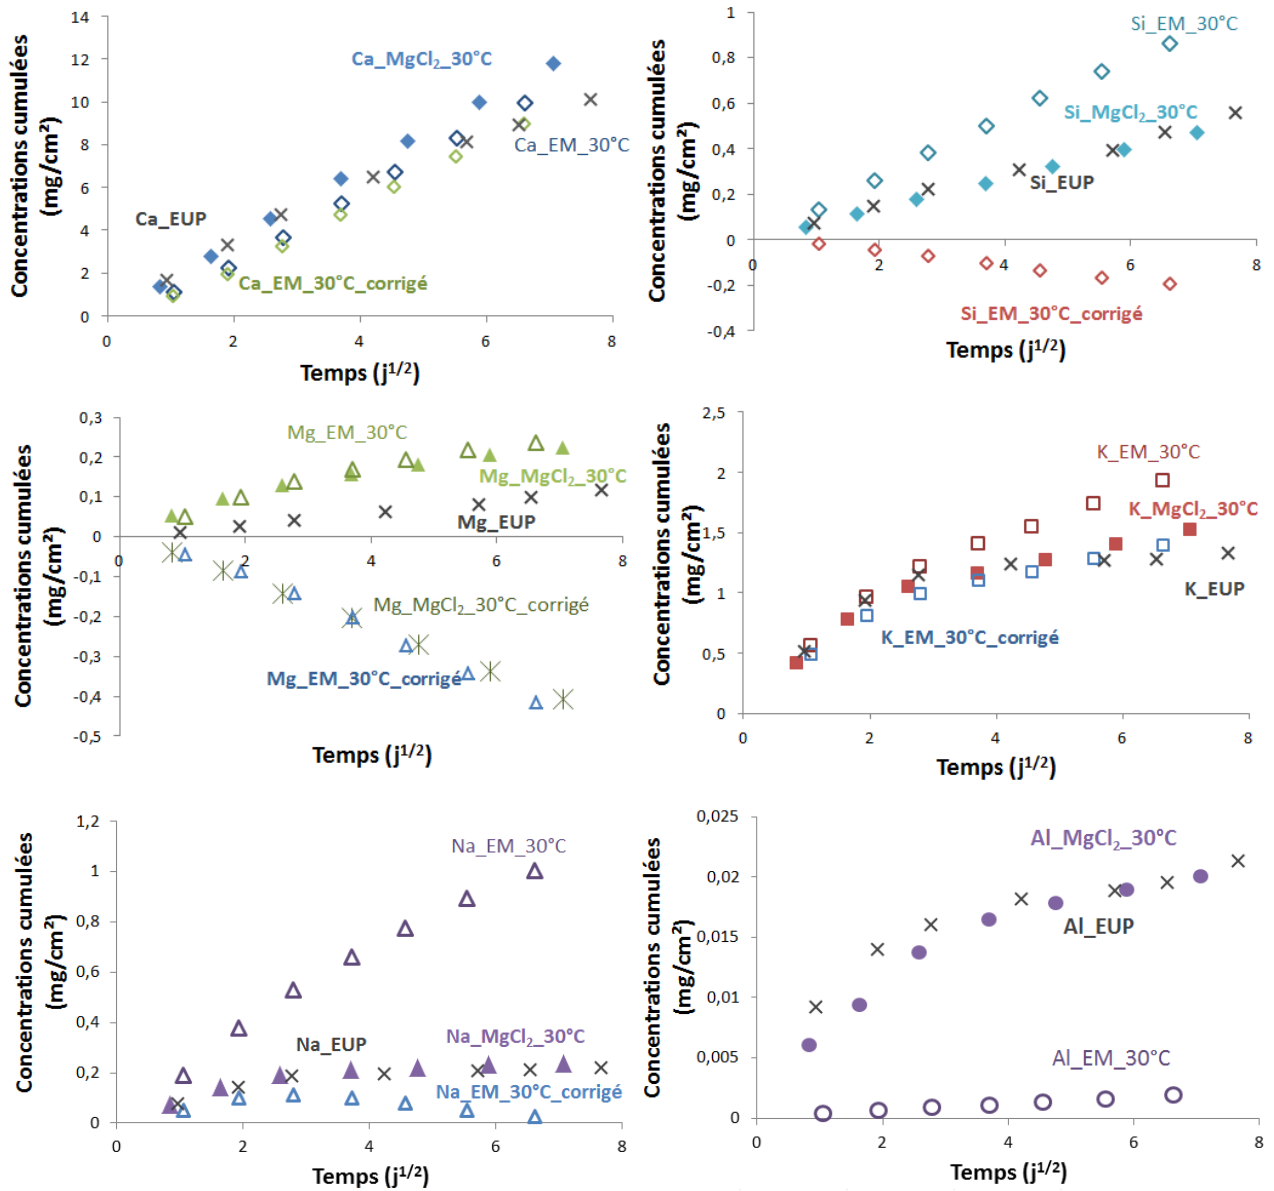 Concentrations cumulées
(mg/cm²)
14
12
10
8
6
4
2
0
0 2 4 6 8
Ca_MgCl₂_30°C
Ca_EM_30°C
Ca_EUP
Ca_EM_30°C_corrigé
Temps (j¹/²)
Concentrations cumulées
(mg/cm²)
1
0,8
0,6
0,4
0,2
0
-0,2
-0,4
0 2 4 6 8
Si_EM_30°C
Si_MgCl₂_30°C
Si_EUP
Si_EM_30°C_corrigé
Temps (j¹/²)
Concentrations cumulées
(mg/cm²)
0,3
0,2
0,1
0
-0,1
-0,2
-0,3
-0,4
-0,5
0 2 4 6 8
Mg_EM_30°C
Mg_MgCl₂_30°C
Mg_EUP
Mg_MgCl₂_30°C_corrigé
Mg_EM_30°C_corrigé
Temps (j¹/²)
Concentrations cumulées
(mg/cm²)
2,5
2
1,5
1
0,5
0
0 2 4 6 8
K_EM_30°C
K_MgCl₂_30°C
K_EUP
K_EM_30°C_corrigé
Temps (j¹/²)
Concentrations cumulées
(mg/cm²)
1,2
1
0,8
0,6
0,4
0,2
0
0 2 4 6 8
Na_EM_30°C
Na_EUP
Na_MgCl₂_30°C
Na_EM_30°C_corrigé
Temps (j¹/²)
Concentrations cumulées
(mg/cm²)
0,025
0,02
0,015
0,01
0,005
0
0 2 4 6 8
Al_MgCl₂_30°C
Al_EUP
Al_EM_30°C
Temps (j¹/²)